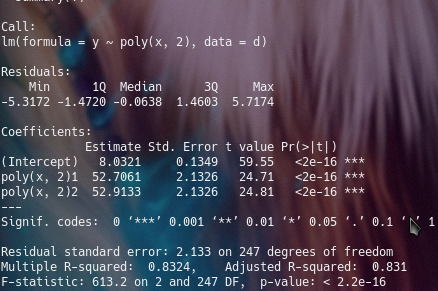 Call:
lm(formula = y ~ poly(x, 2), data = d)
Residuals:
    Min      1Q  Median      3Q     Max
-5.3172 -1.4720 -0.0638  1.4603  5.7174
Coefficients:
            Estimate Std. Error t value Pr(>|t|)
(Intercept)   8.0321     0.1349   59.55   <2e-16 ***
poly(x, 2)1  52.7061     2.1326   24.71   <2e-16 ***
poly(x, 2)2  52.9133     2.1326   24.81   <2e-16 ***
---
Signif. codes:  0 ‘***’ 0.001 ‘**’ 0.01 ‘*’ 0.05 ‘.’ 0.1 ‘ ’ 1
Residual standard error: 2.133 on 247 degrees of freedom
Multiple R-squared:  0.8324,    Adjusted R-squared:  0.831
F-statistic: 613.2 on 2 and 247 DF,  p-value: < 2.2e-16